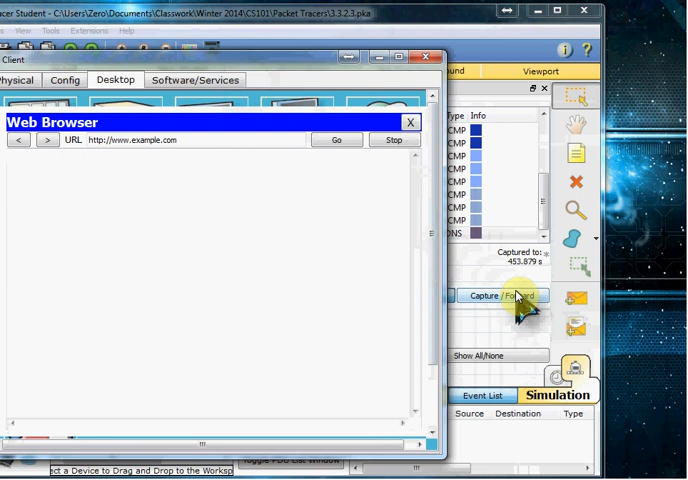 ucer Student - C:\Users\Zero\Documents\Classwork\Winter 2014\CS101\Packet Tracers\3.3.2.3.pka
View Tools Extensions Help
Client
Physical Config Desktop Software/Services
Web Browser X
< > URL http://www.example.com Go Stop
ound Viewport
Type Info
CMP
CMP
CMP
CMP
CMP
CMP
CMP
CMP
DNS
Captured to: *
453.879 s
Capture / Forward
Show All/None
Event List Simulation
Source Destination Type
ect a Device to Drag and Drop to the Worksp
Toggle PDU List Window